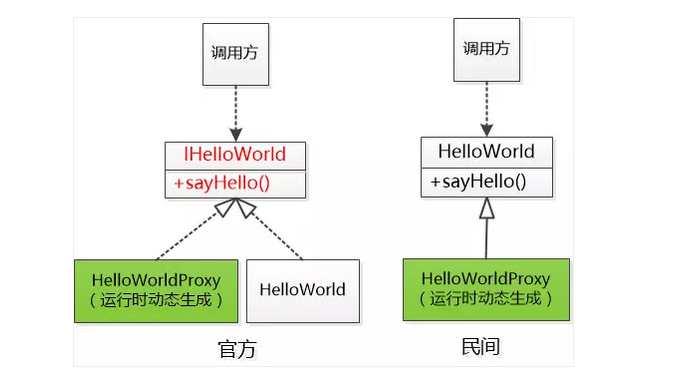 调用方
IHelloWorld
+sayHello()
HelloWorldProxy
（运行时动态生成）
HelloWorld
官方
调用方
HelloWorld
+sayHello()
HelloWorldProxy
（运行时动态生成）
民间